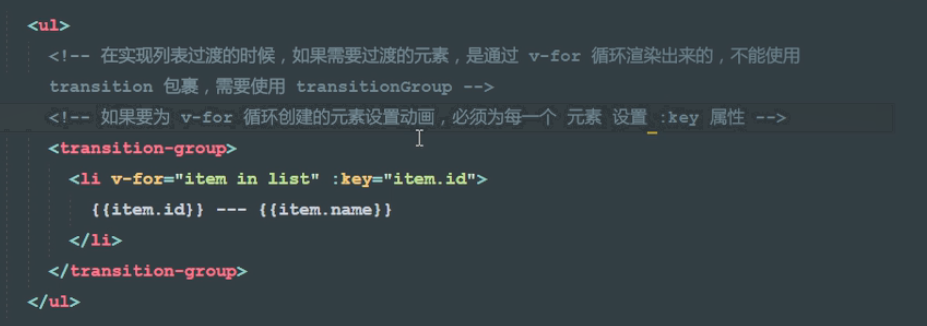 <ul>
<!-- 在实现列表过渡的时候，如果需要过渡的元素，是通过 v-for 循环渲染出来的，不能使用
transition 包裹，需要使用 transitionGroup -->
<!-- 如果要为 v-for 循环创建的元素设置动画，必须为每一个 元素 设置 :key 属性 -->
<transition-group>
<li v-for="item in list" :key="item.id">
{{item.id}} --- {{item.name}}
</li>
</transition-group>
</ul>